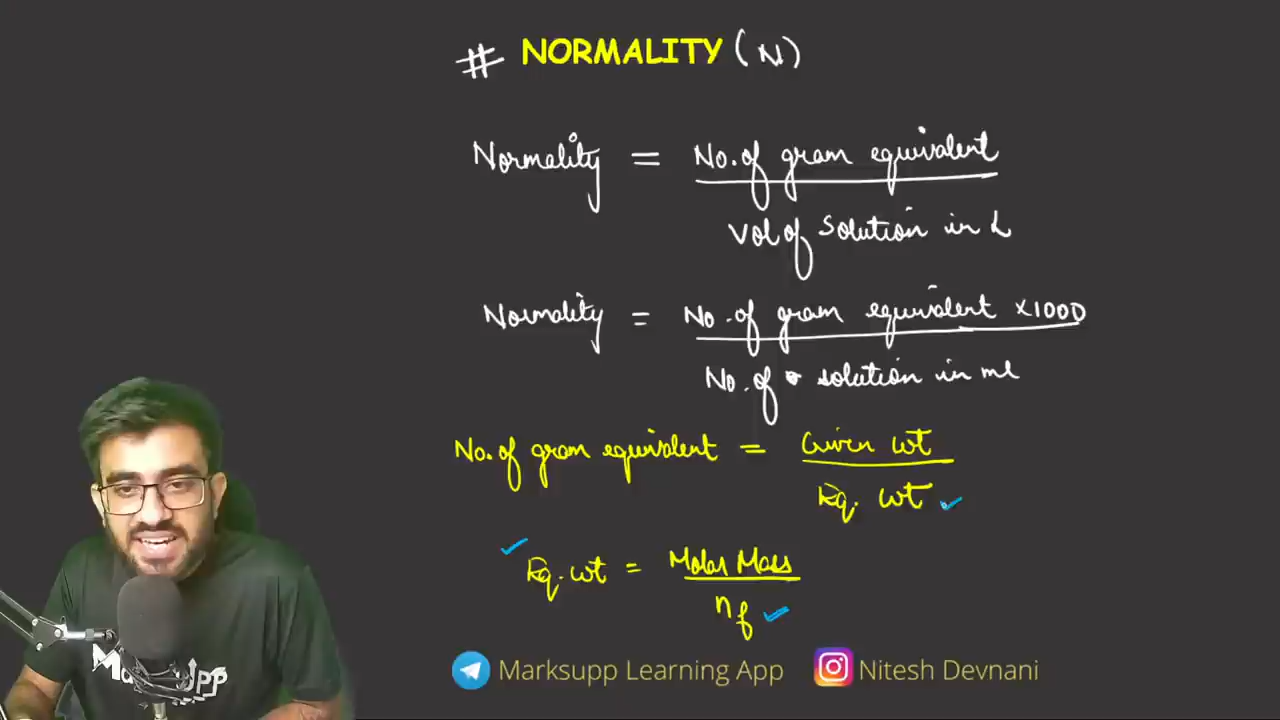 # NORMALITY (N)
Normality = No. of gram equivalent
Vol of solution in L
Normality = No. of gram equivalent ×1000
No. of solution in ml
No. of gram equivalent = Given wt
Eq. wt
Eq. wt = Molar Mass
nf
Marksupp
Marksupp Learning App Nitesh Devnani